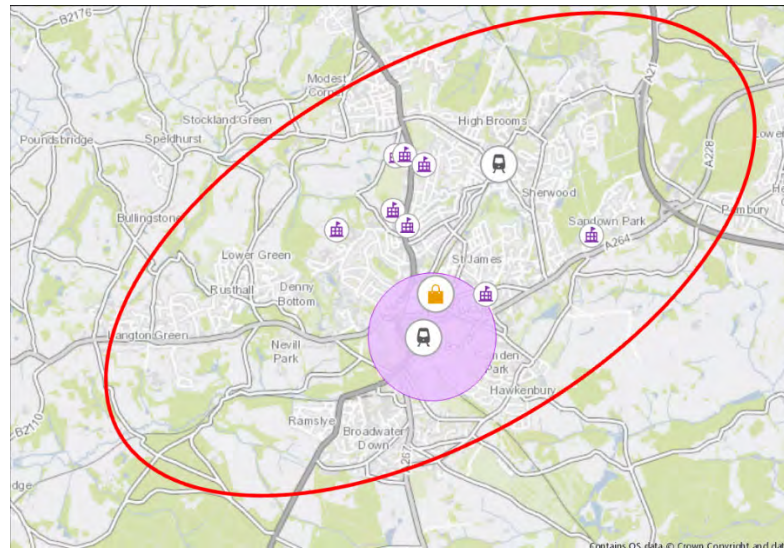 B2176
A21
Modest
Corner
Stockland Green
High Brooms
Poundsbridge
Speldhurst
A228
Lower
Sherwood
Pembury
Bullingstone
Sandown Park
A264
Lower Green
St James
Rusthall
Denny
Bottom
Langton Green
Nevill
Park
Park
Hawkenbury
B2110
Ramslye
Broadwater
Down
Contains OS data © Crown Copyright and